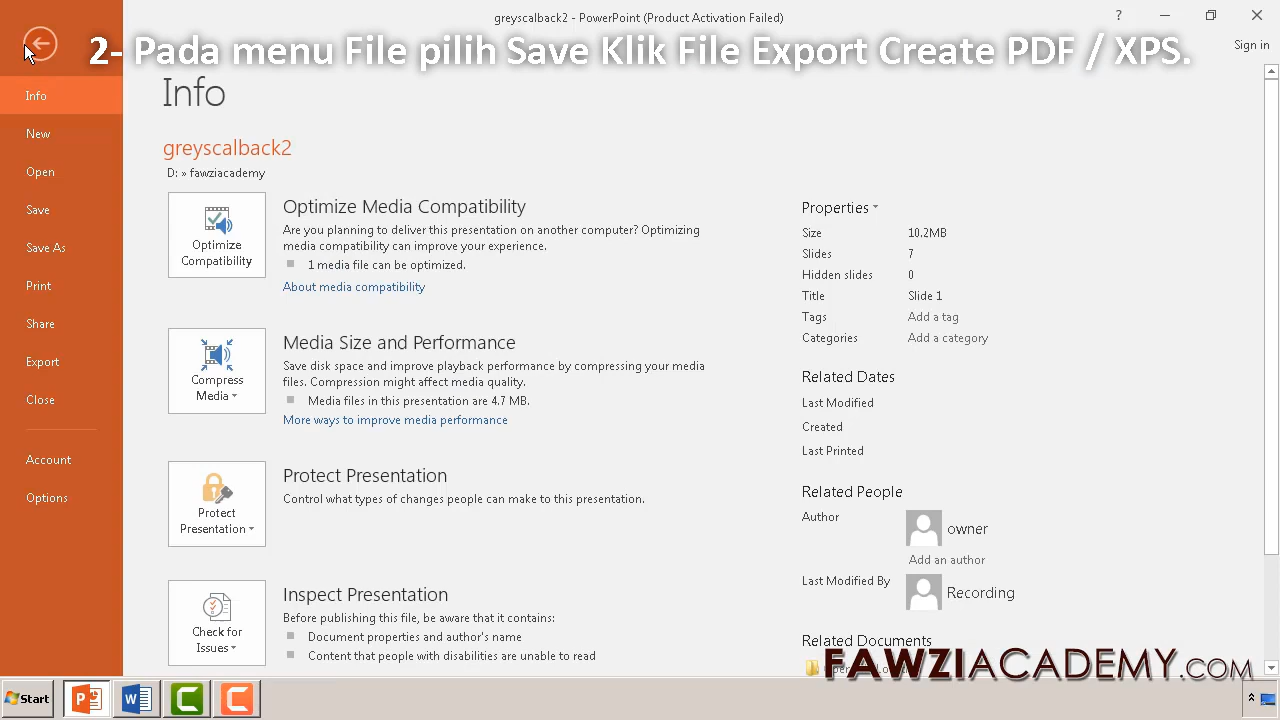 greyscalback2 - PowerPoint (Product Activation Failed)
?
Sign in
2- Pada menu File pilih Save Klik File Export Create PDF / XPS.
Info
New
Open
Save
Save As
Print
Share
Export
Close
Account
Options
Info
greyscalback2
D: » fawziacademy
Optimize Compatibility
Optimize Media Compatibility
Are you planning to deliver this presentation on another computer? Optimizing
media compatibility can improve your experience.
1 media file can be optimized.
About media compatibility
Compress Media
Media Size and Performance
Save disk space and improve playback performance by compressing your media
files. Compression might affect media quality.
Media files in this presentation are 4.7 MB.
More ways to improve media performance
Protect Presentation
Protect Presentation
Control what types of changes people can make to this presentation.
Check for Issues
Inspect Presentation
Before publishing this file, be aware that it contains:
Document properties and author's name
Content that people with disabilities are unable to read
Properties
Size 10.2MB
Slides 7
Hidden slides 0
Title Slide 1
Tags Add a tag
Categories Add a category
Related Dates
Last Modified
Created
Last Printed
Related People
Author owner
Add an author
Last Modified By Recording
Related Documents
FAWZIACADEMY.COM
Start